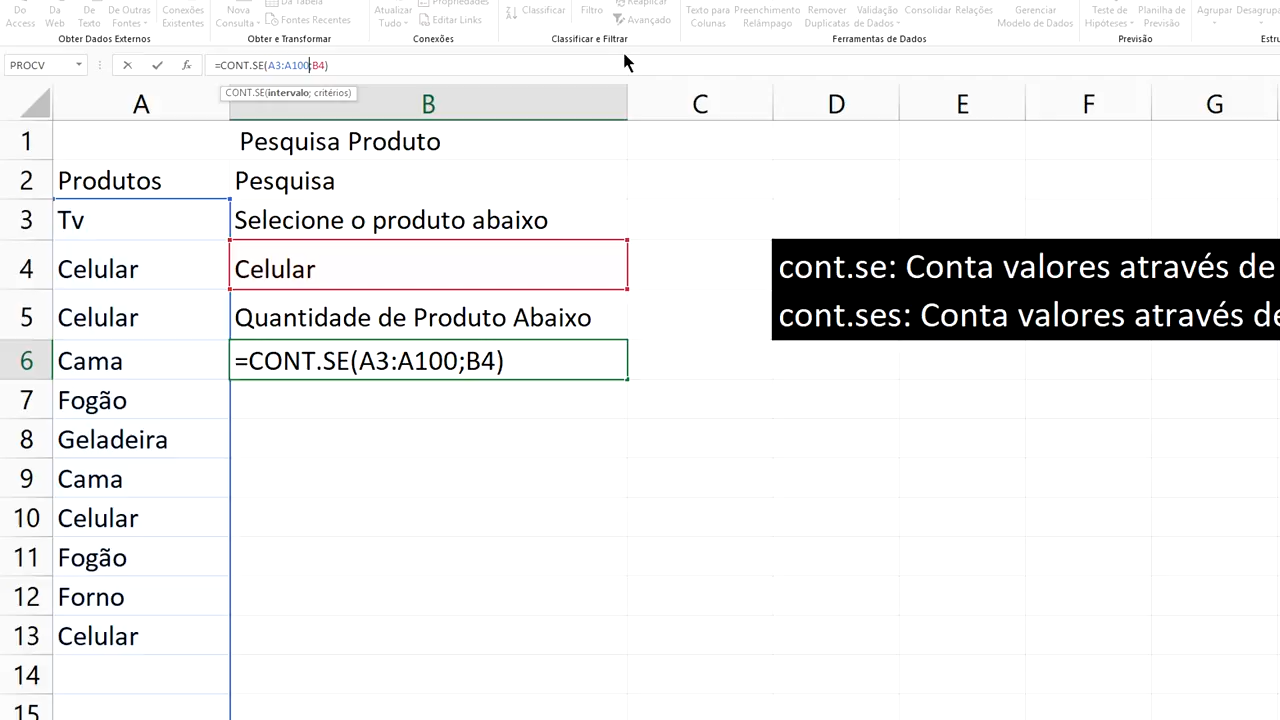 Do Access
Da Web
De Texto
De Outras Fontes
Conexões Existentes
Obter Dados Externos
Nova Consulta
Da Tabela
Fontes Recentes
Obter e Transformar
Atualizar Tudo
Propriedades
Editar Links
Conexões
Classificar
Filtro
Reaplicar
Avançado
Classificar e Filtrar
Texto para Colunas
Preenchimento Relâmpago
Remover Duplicatas
Validação de Dados
Consolidar
Relações
Gerenciar Modelo de Dados
Ferramentas de Dados
Teste de Hipóteses
Planilha de Previsão
Previsão
Agrupar
Desagrup
Estru
PROCV
fx
=CONT.SE(A3:A100;B4)
CONT.SE(intervalo; critérios)
A B C D E F G
1 Pesquisa Produto
2 Produtos Pesquisa
3 Tv Selecione o produto abaixo
4 Celular Celular
cont.se: Conta valores através de
5 Celular Quantidade de Produto Abaixo
cont.ses: Conta valores através de
6 Cama =CONT.SE(A3:A100;B4)
7 Fogão
8 Geladeira
9 Cama
10 Celular
11 Fogão
12 Forno
13 Celular
14
15